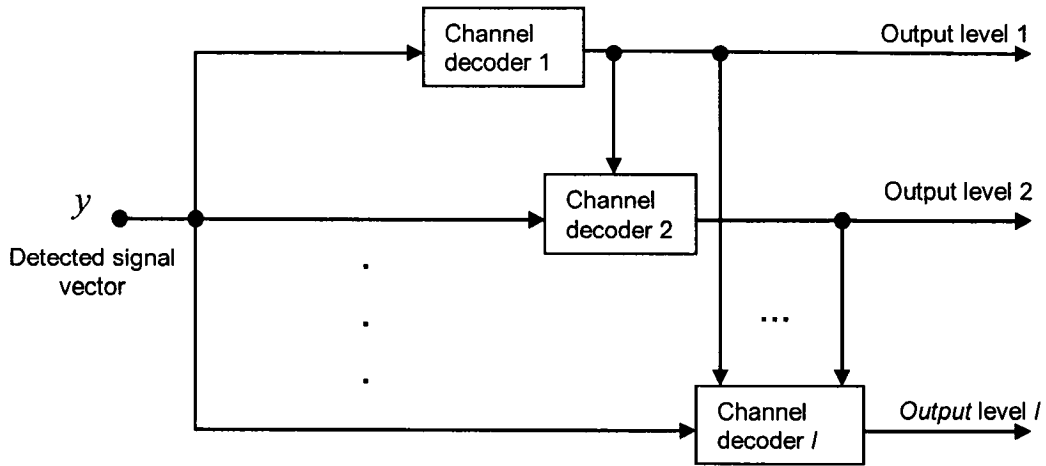 Channel
decoder 1
Output level 1
Channel
decoder 2
Output level 2
y
Detected signal
vector
.
.
.
...
Channel
decoder l
Output level l